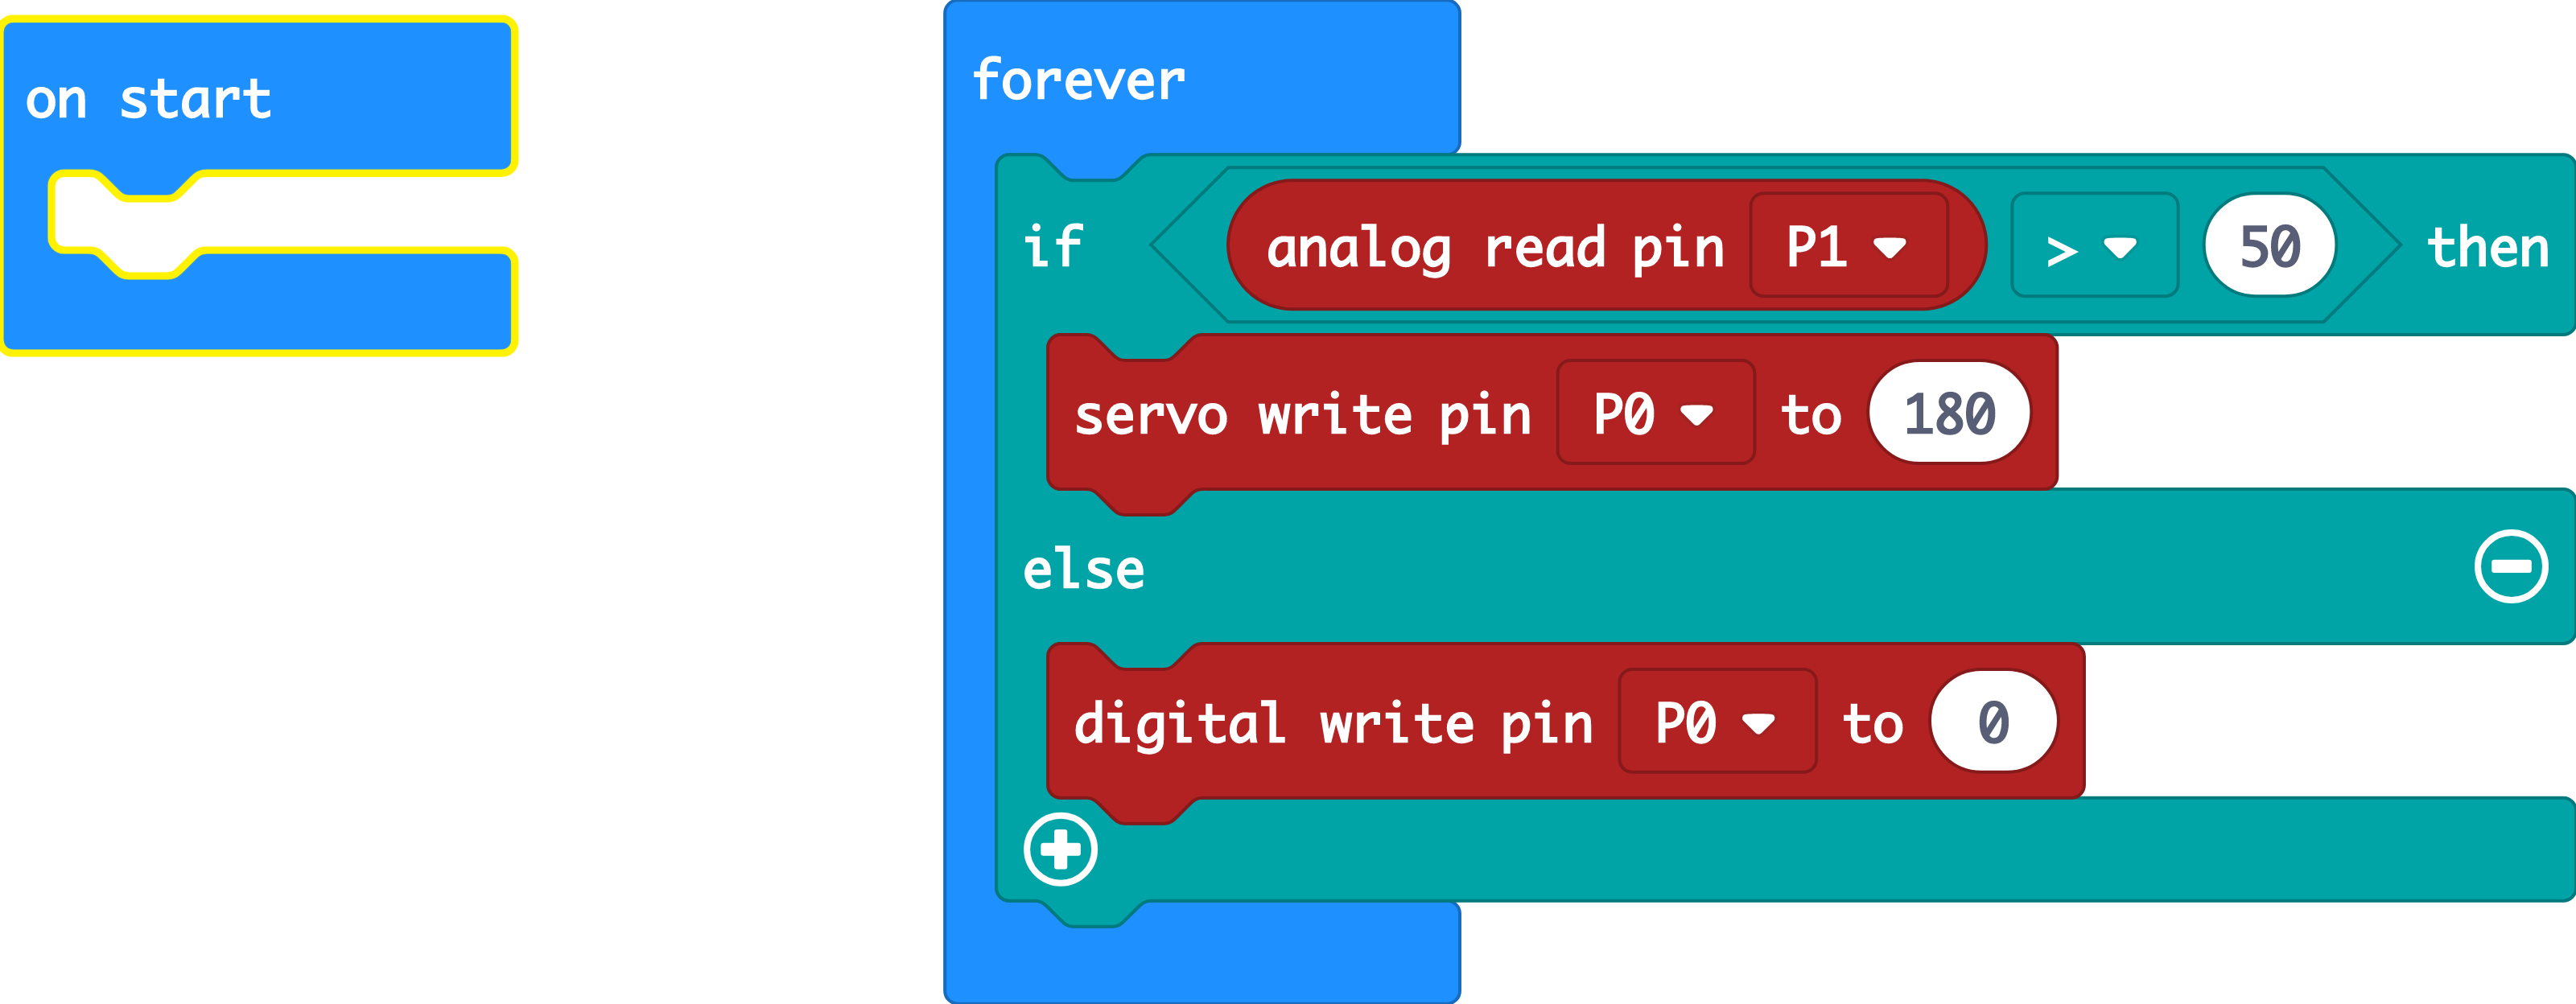 on start
forever
if analog read pin P1 > 50 then
servo write pin P0 to 180
else
digital write pin P0 to 0